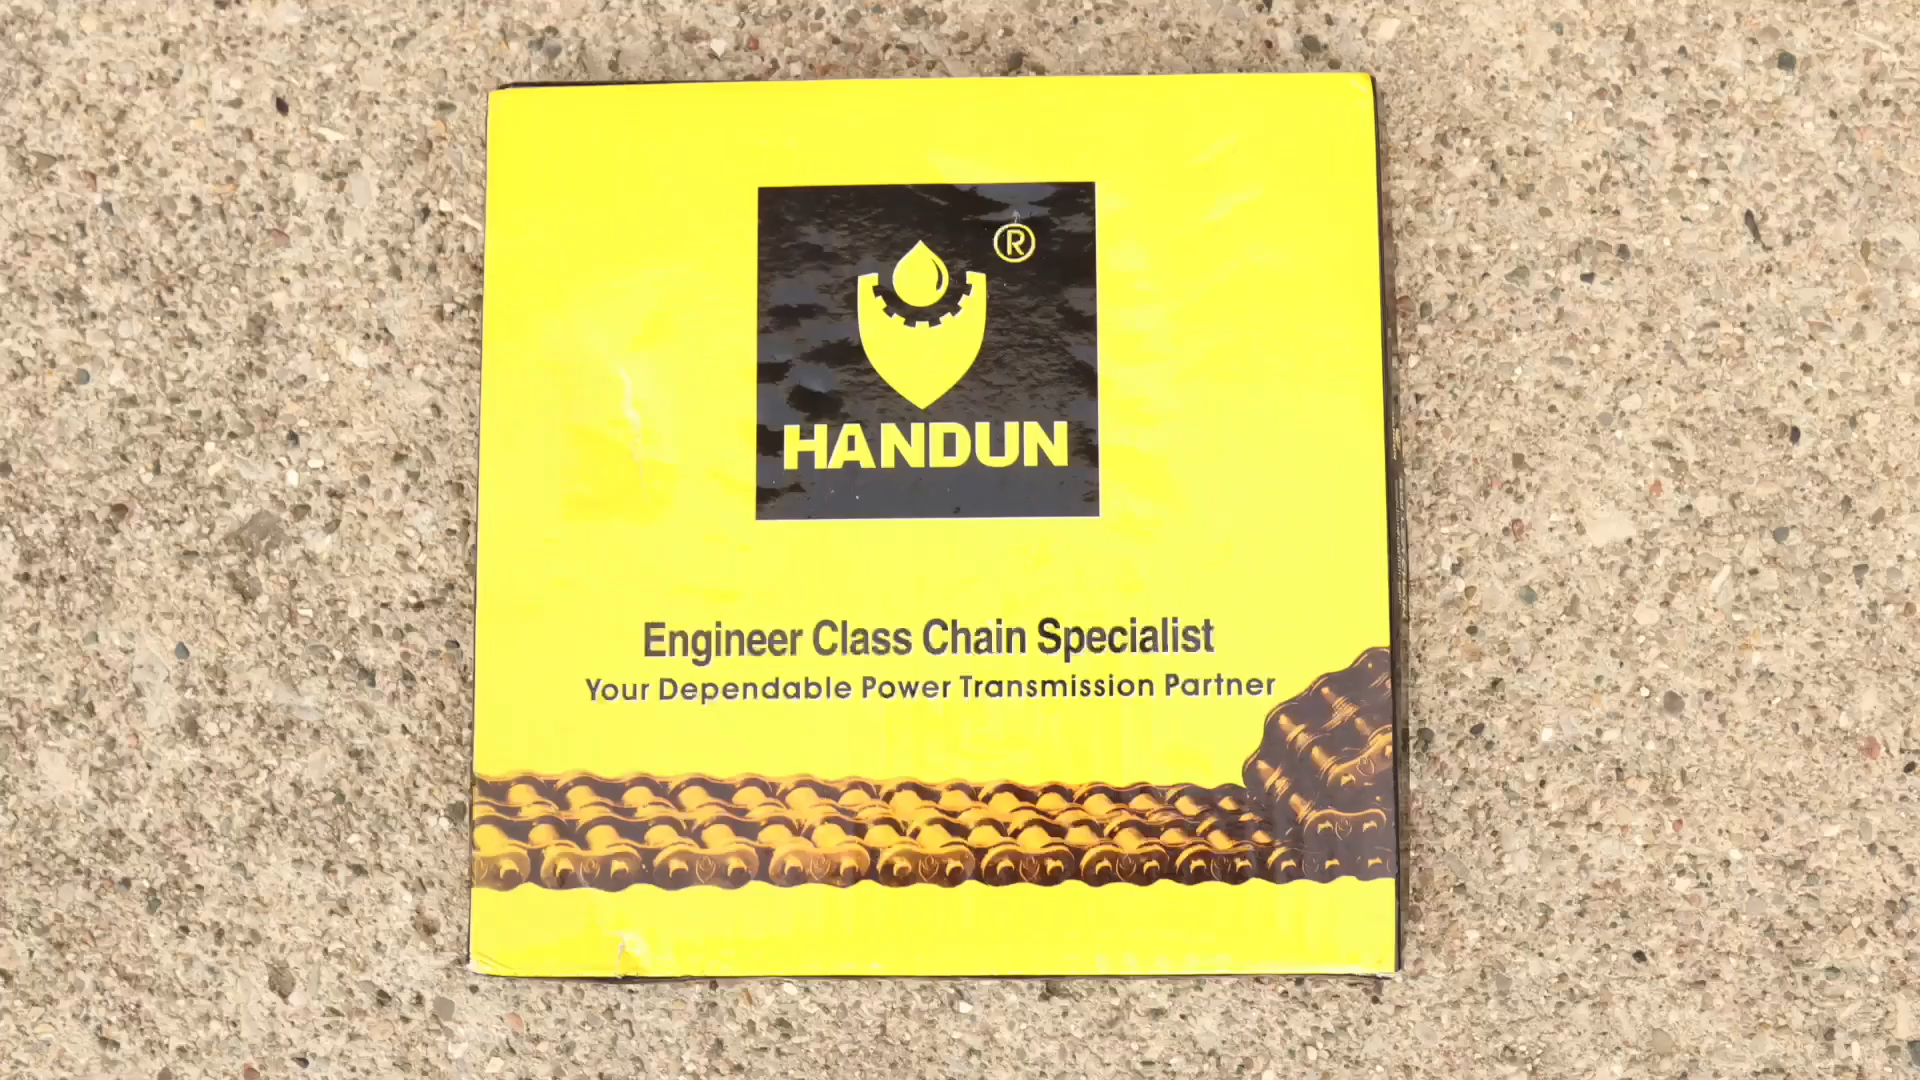 ®
HANDUN
Engineer Class Chain Specialist
Your Dependable Power Transmission Partner